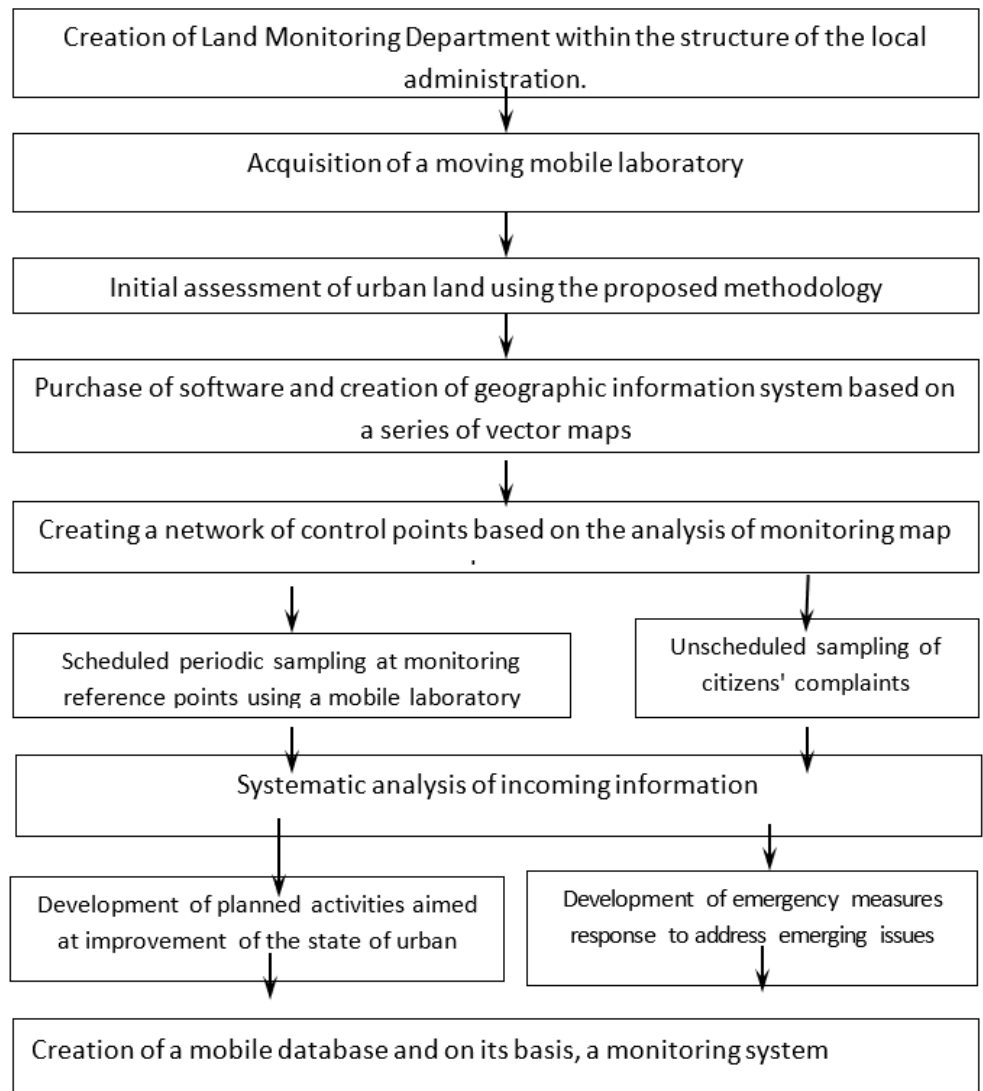 Creation of Land Monitoring Department within the structure of the local
administration.
Acquisition of a moving mobile laboratory
Initial assessment of urban land using the proposed methodology
Purchase of software and creation of geographic information system based on
a series of vector maps
Creating a network of control points based on the analysis of monitoring map
.
Scheduled periodic sampling at monitoring
reference points using a mobile laboratory
Unscheduled sampling of
citizens' complaints
Systematic analysis of incoming information
Development of planned activities aimed
at improvement of the state of urban
Development of emergency measures
response to address emerging issues
Creation of a mobile database and on its basis, a monitoring system